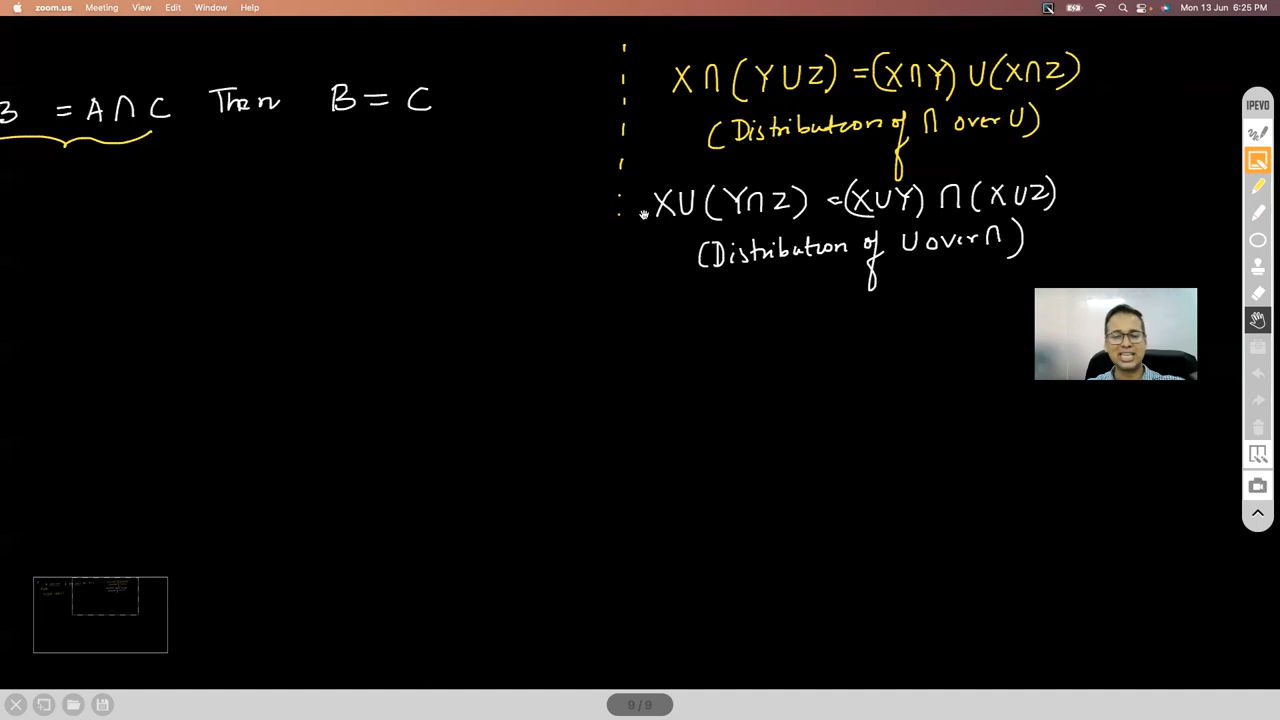 zoom.us Meeting View Edit Window Help Mon 13 Jun 6:25 PM
B = A ∩ C Then B = C
X ∩ (Y ∪ Z) = (X ∩ Y) ∪ (X ∩ Z)
(Distribution of ∩ over ∪)
X ∪ (Y ∩ Z) = (X ∪ Y) ∩ (X ∪ Z)
(Distribution of ∪ over ∩)
IPEVO
9 / 9